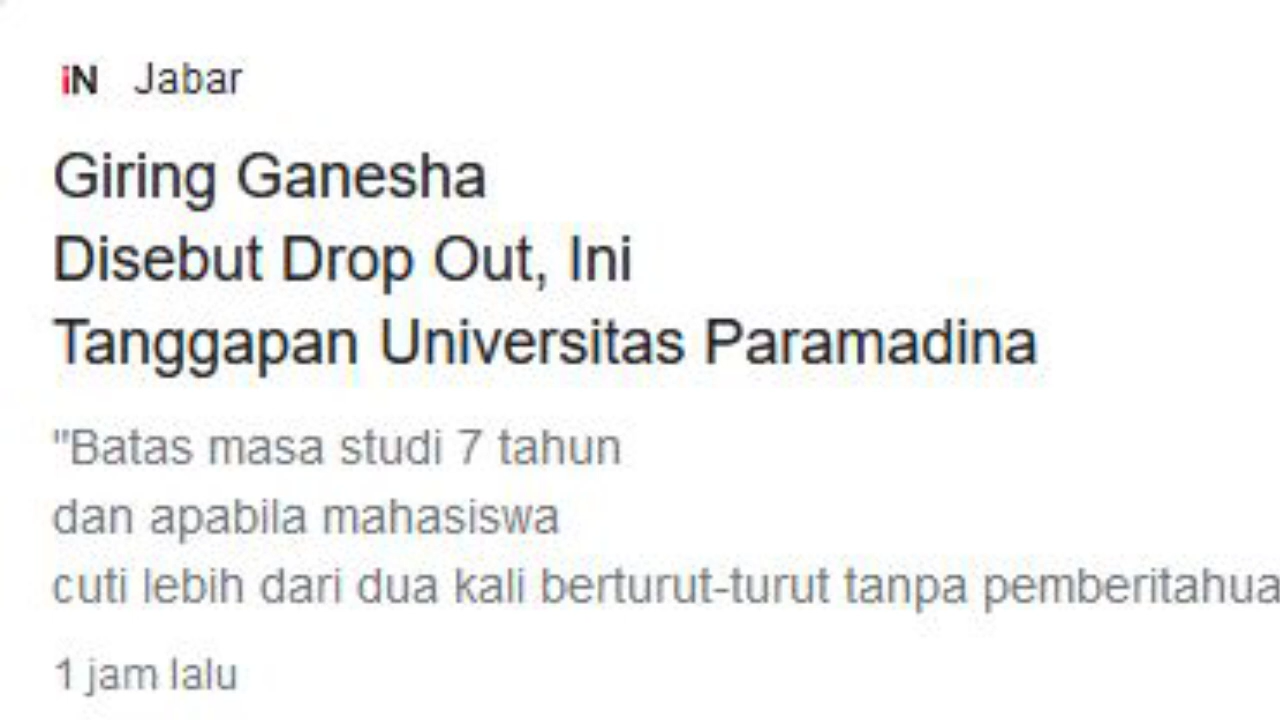 iN Jabar
Giring Ganesha
Disebut Drop Out, Ini
Tanggapan Universitas Paramadina
"Batas masa studi 7 tahun
dan apabila mahasiswa
cuti lebih dari dua kali berturut-turut tanpa pemberitahua
1 jam lalu